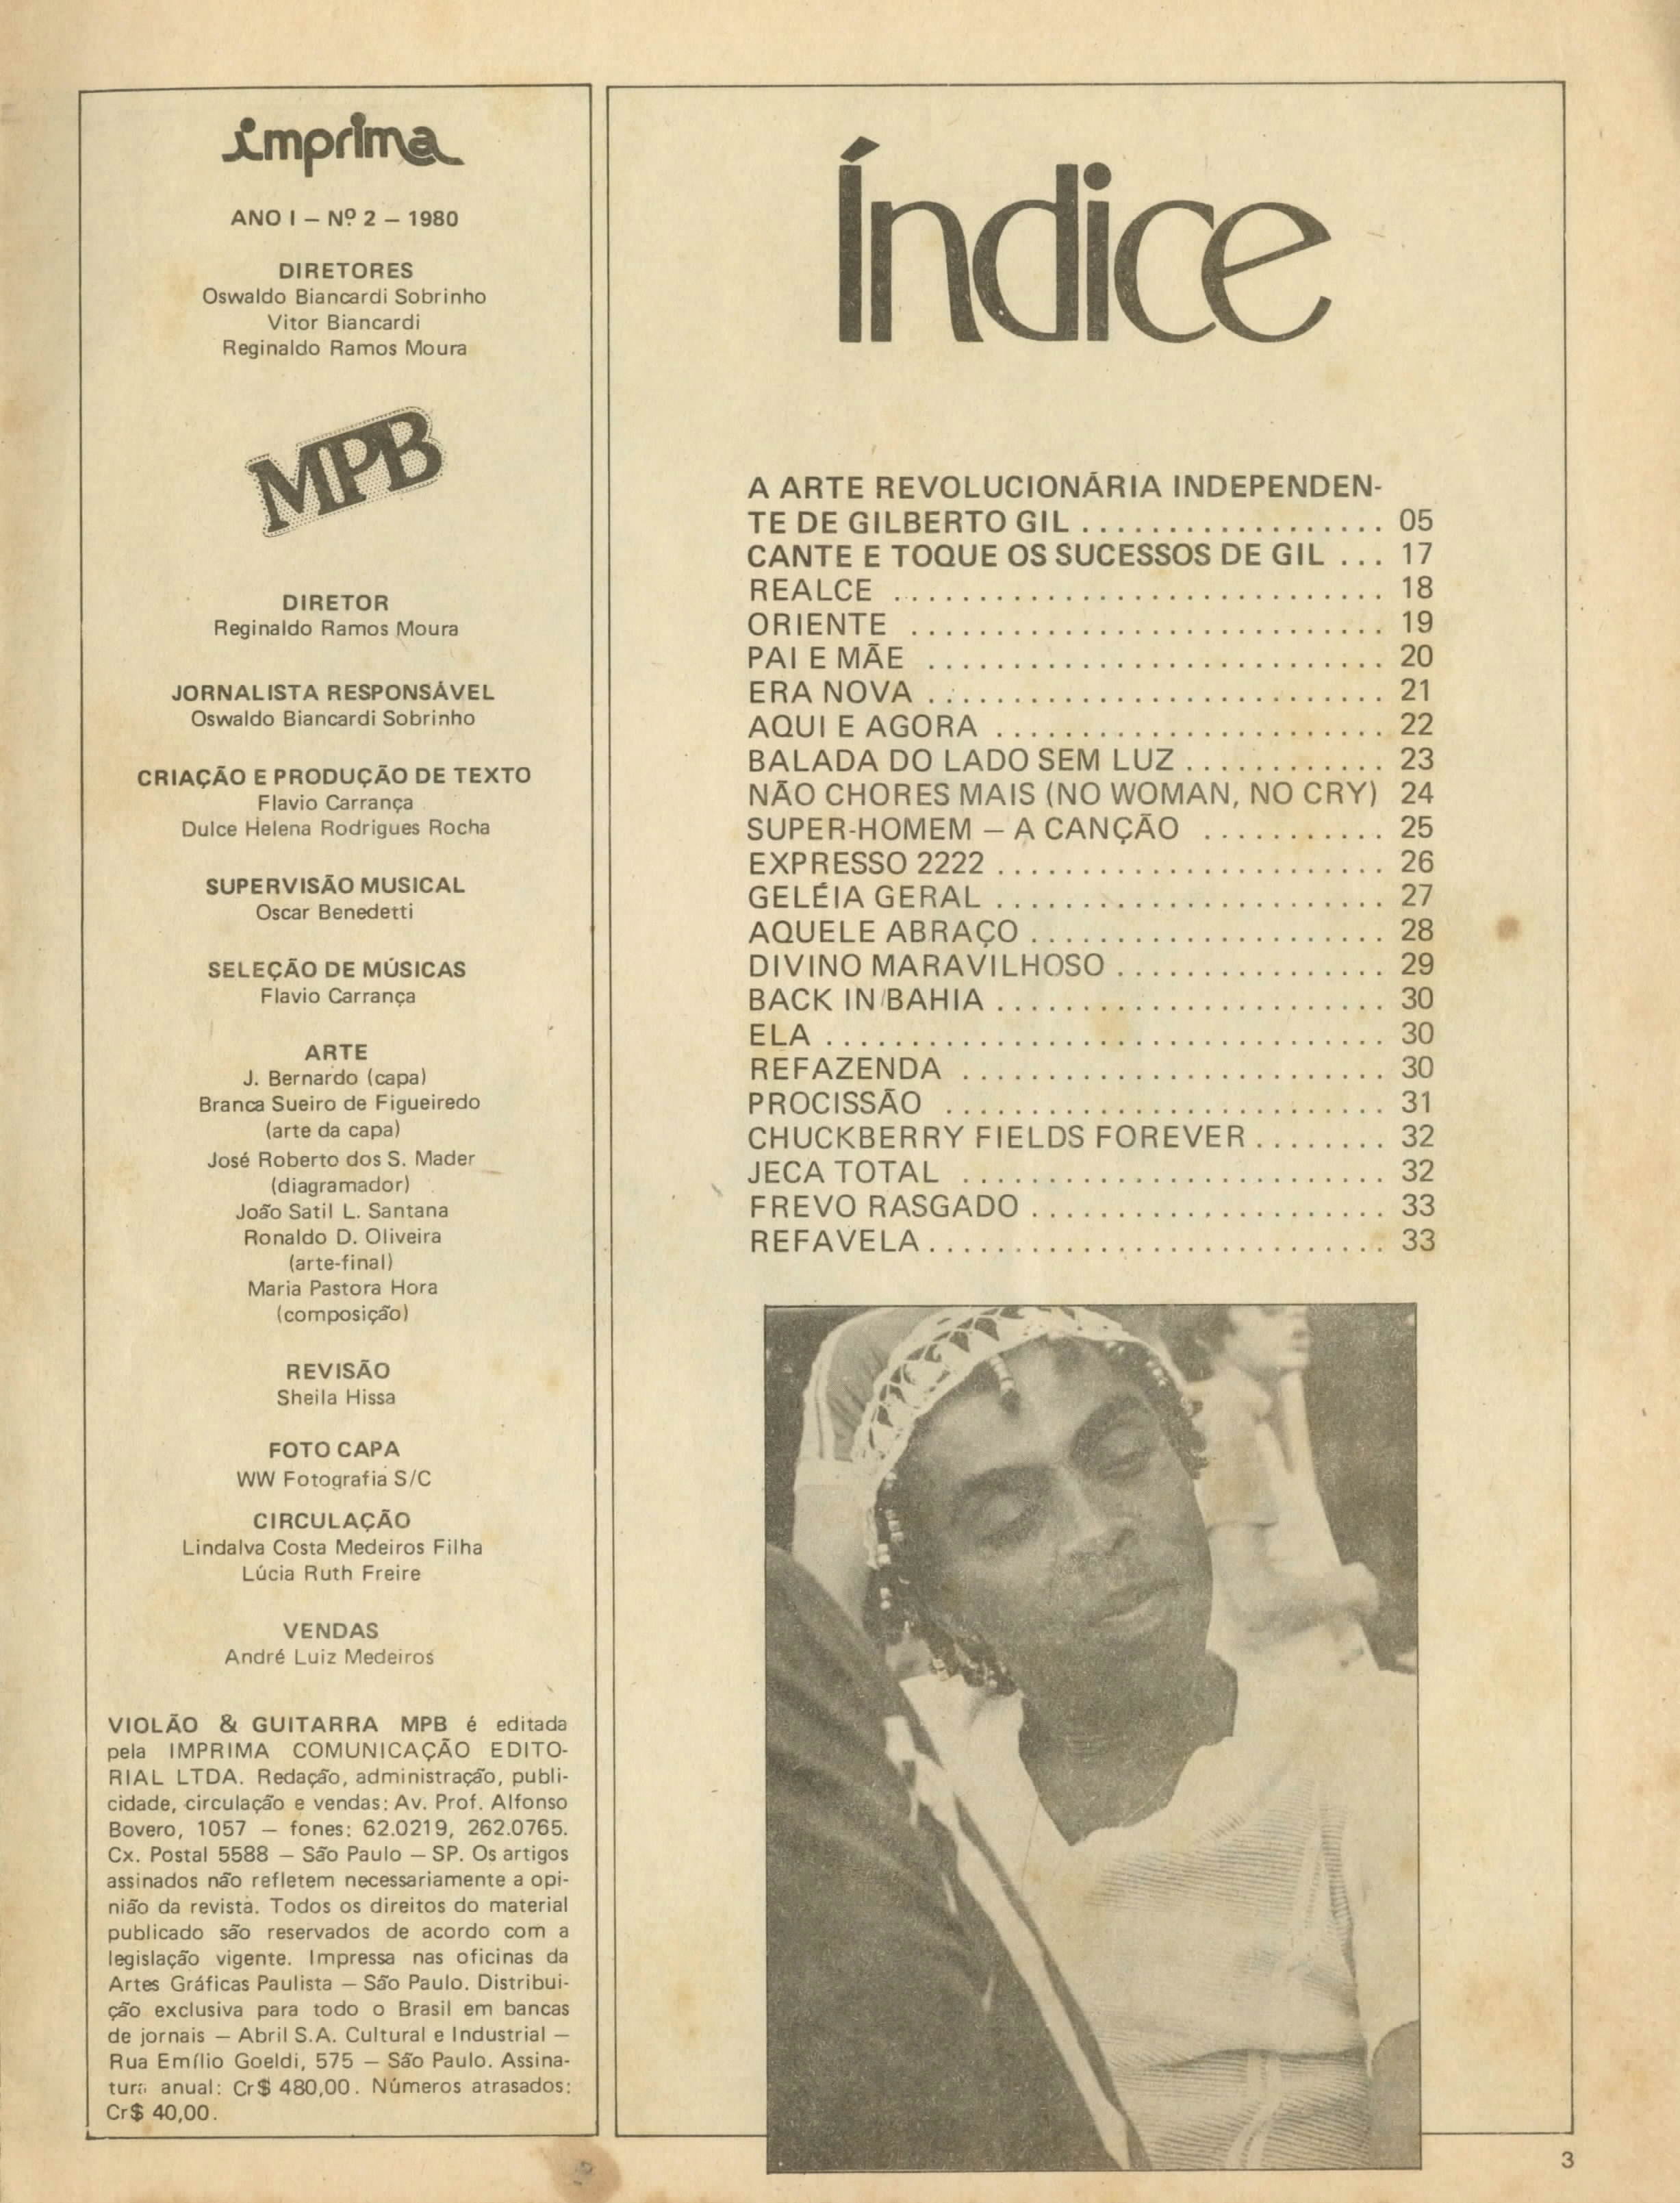 imprima
ANO I – Nº 2 – 1980
DIRETORES
Oswaldo Biancardi Sobrinho
Vitor Biancardi
Reginaldo Ramos Moura
MPB
DIRETOR
Reginaldo Ramos Moura
JORNALISTA RESPONSÁVEL
Oswaldo Biancardi Sobrinho
CRIAÇÃO E PRODUÇÃO DE TEXTO
Flavio Carrança
Dulce Helena Rodrigues Rocha
SUPERVISÃO MUSICAL
Oscar Benedetti
SELEÇÃO DE MÚSICAS
Flavio Carrança
ARTE
J. Bernardo (capa)
Branca Sueiro de Figueiredo
(arte da capa)
José Roberto dos S. Mader
(diagramador)
João Satil L. Santana
Ronaldo D. Oliveira
(arte-final)
Maria Pastora Hora
(composição)
REVISÃO
Sheila Hissa
FOTO CAPA
WW Fotografia S/C
CIRCULAÇÃO
Lindalva Costa Medeiros Filha
Lúcia Ruth Freire
VENDAS
André Luiz Medeiros
VIOLÃO & GUITARRA MPB é editada
pela IMPRIMA COMUNICAÇÃO EDITO-
RIAL LTDA. Redação, administração, publi-
cidade, circulação e vendas: Av. Prof. Alfonso
Bovero, 1057 – fones: 62.0219, 262.0765.
Cx. Postal 5588 – São Paulo – SP. Os artigos
assinados não refletem necessariamente a opi-
nião da revista. Todos os direitos do material
publicado são reservados de acordo com a
legislação vigente. Impressa nas oficinas da
Artes Gráficas Paulista – São Paulo. Distribui-
ção exclusiva para todo o Brasil em bancas
de jornais – Abril S.A. Cultural e Industrial –
Rua Emílio Goeldi, 575 – São Paulo. Assina-
tura anual: Cr$ 480,00. Números atrasados:
Cr$ 40,00.
Índice
A ARTE REVOLUCIONÁRIA INDEPENDEN-
TE DE GILBERTO GIL .................. 05
CANTE E TOQUE OS SUCESSOS DE GIL ... 17
REALCE ............................. 18
ORIENTE ............................ 19
PAI E MÃE ........................... 20
ERA NOVA ........................... 21
AQUI E AGORA ....................... 22
BALADA DO LADO SEM LUZ ............ 23
NÃO CHORES MAIS (NO WOMAN, NO CRY) 24
SUPER-HOMEM – A CANÇÃO ........... 25
EXPRESSO 2222 ....................... 26
GELÉIA GERAL ....................... 27
AQUELE ABRAÇO ..................... 28
DIVINO MARAVILHOSO ................ 29
BACK IN BAHIA ....................... 30
ELA ................................. 30
REFAZENDA ......................... 30
PROCISSÃO .......................... 31
CHUCKBERRY FIELDS FOREVER ........ 32
JECA TOTAL ......................... 32
FREVO RASGADO ..................... 33
REFAVELA ........................... 33
3